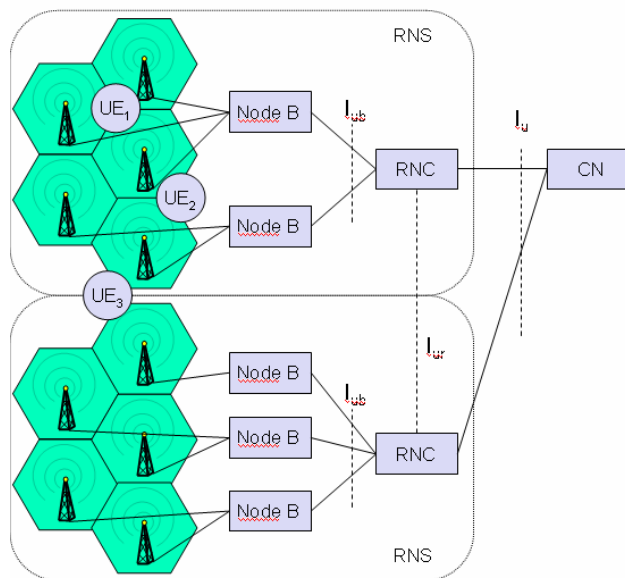 RNS
UE1
Node B
Iub
Iu
RNC
CN
UE2
Node B
UE3
Node B
Iur
Iub
Node B
RNC
Node B
RNS